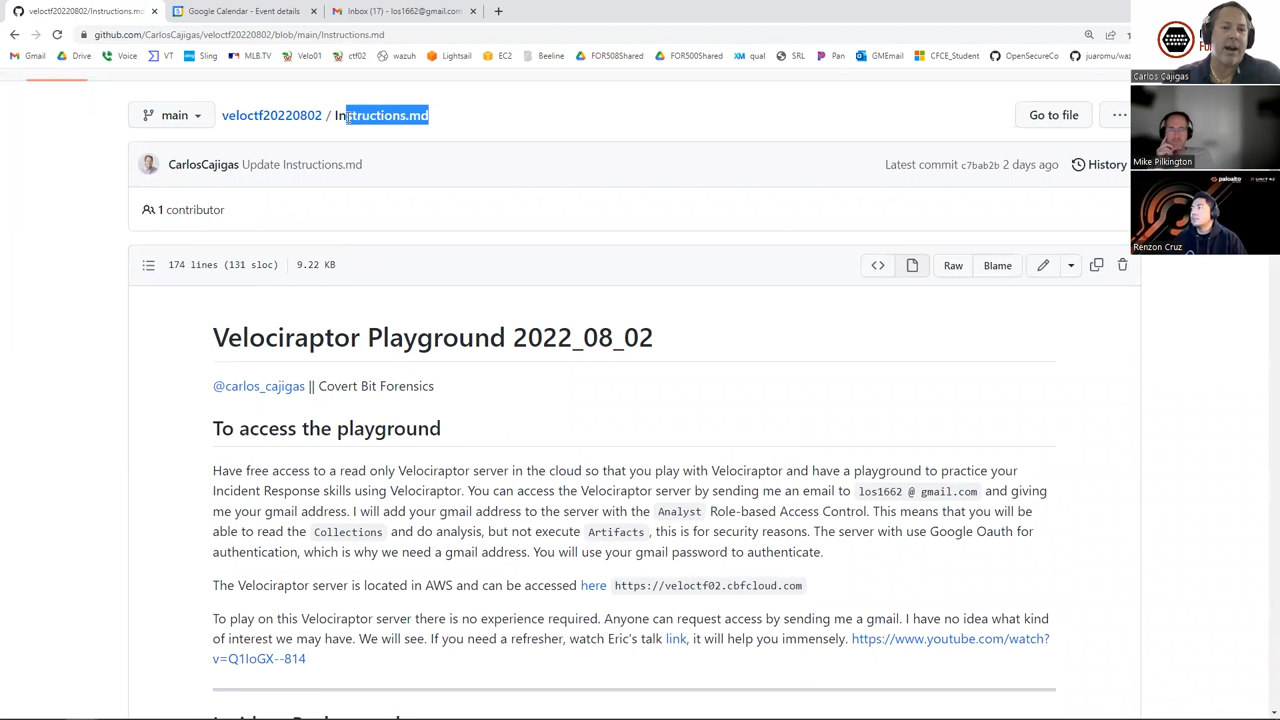 veloctf20220802/Instructions.md
Google Calendar - Event details
Inbox (17) - los1662@gmail.com
github.com/CarlosCajigas/veloctf20220802/blob/main/Instructions.md
Gmail Drive Voice VT Sling MLB.TV Velo01 ctf02 wazuh Lightsail EC2 Beeline FOR508Shared FOR500Shared qual SRL Pan GMEmail CFCE_Student OpenSecureCo juaromu/wazuh
Carlos Cajigas
Mike Pilkington
paloalto UNIT 42
Renzon Cruz
main
veloctf20220802 / Instructions.md
Go to file
CarlosCajigas Update Instructions.md
Latest commit c7bab2b 2 days ago
History
1 contributor
174 lines (131 sloc) 9.22 KB
Raw
Blame
Velociraptor Playground 2022_08_02
@carlos_cajigas || Covert Bit Forensics
To access the playground
Have free access to a read only Velociraptor server in the cloud so that you play with Velociraptor and have a playground to practice your
Incident Response skills using Velociraptor. You can access the Velociraptor server by sending me an email to los1662 @ gmail.com and giving
me your gmail address. I will add your gmail address to the server with the Analyst Role-based Access Control. This means that you will be
able to read the Collections and do analysis, but not execute Artifacts , this is for security reasons. The server with use Google Oauth for
authentication, which is why we need a gmail address. You will use your gmail password to authenticate.
The Velociraptor server is located in AWS and can be accessed here https://veloctf02.cbfcloud.com
To play on this Velociraptor server there is no experience required. Anyone can request access by sending me a gmail. I have no idea what kind
of interest we may have. We will see. If you need a refresher, watch Eric's talk link, it will help you immensely. https://www.youtube.com/watch?
v=Q1IoGX--814